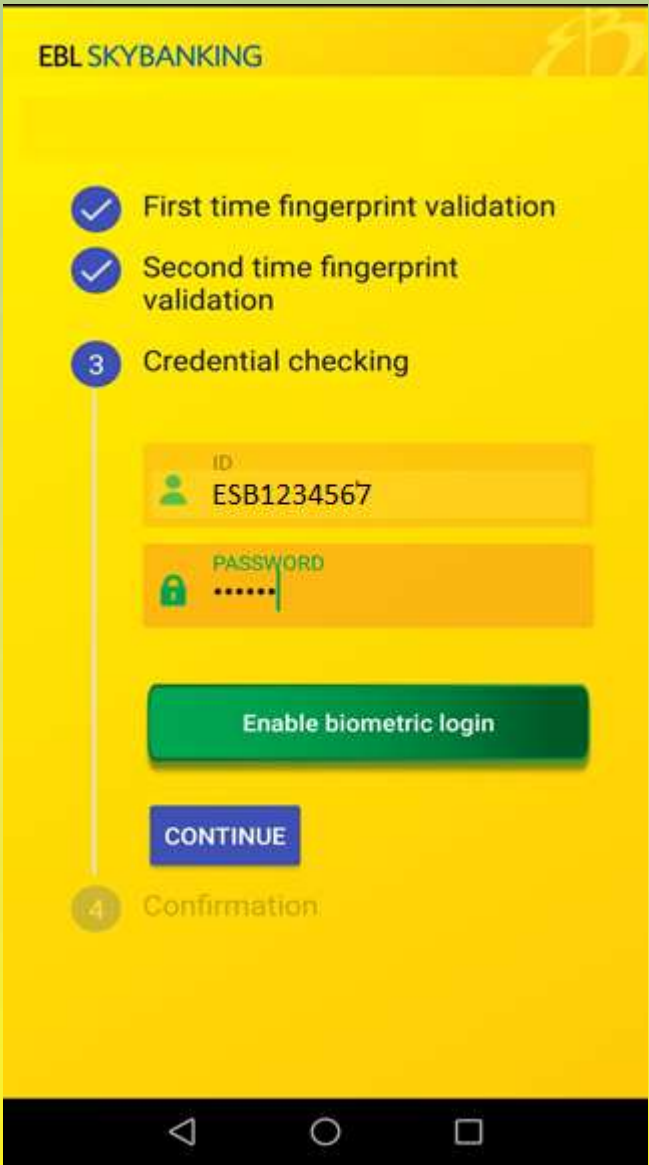 EBL SKYBANKING
First time fingerprint validation
Second time fingerprint
validation
3
Credential checking
ID
ESB1234567
PASSWORD
••••••
Enable biometric login
CONTINUE
4
Confirmation